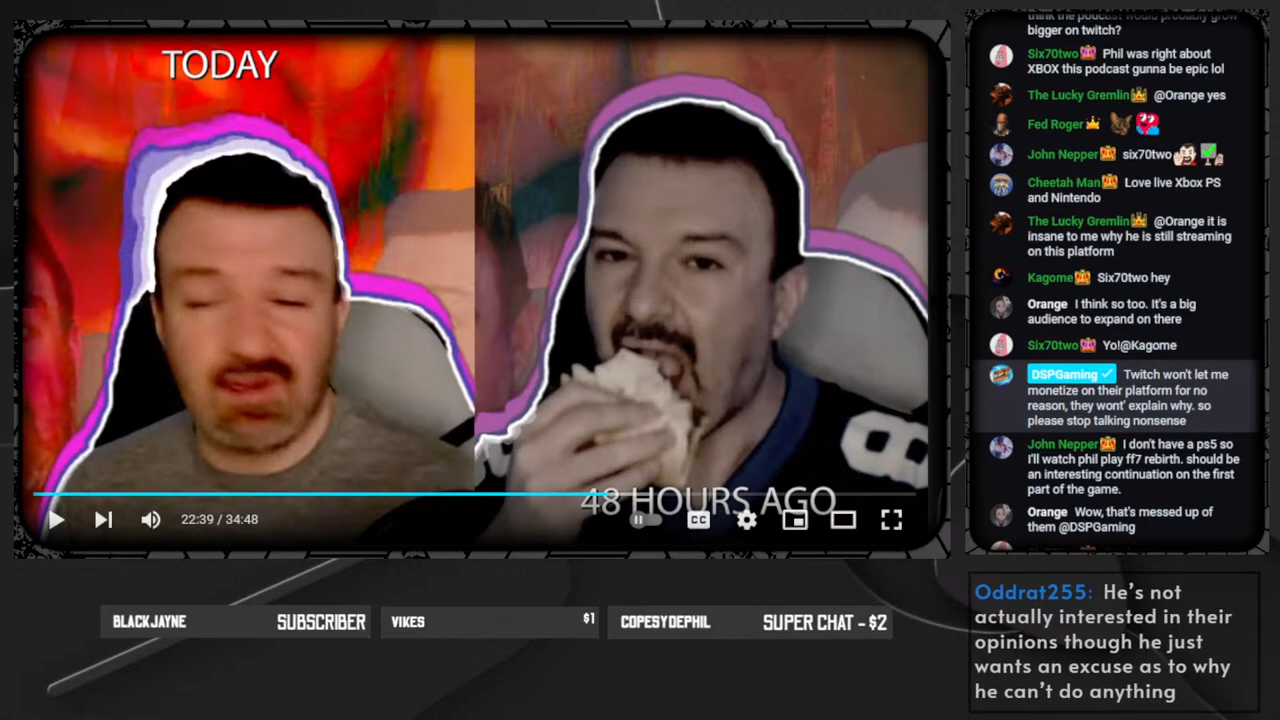 TODAY
48 HOURS AGO
22:39 / 34:48
CC
BLACKJAYNE
SUBSCRIBER
VIKES
$1
COPESYDEPHIL
SUPER CHAT - $2
think the podcast would probably grow
bigger on twitch?
Six70two Phil was right about
XBOX this podcast gunna be epic lol
The Lucky Gremlin @Orange yes
Fed Roger
John Nepper six70two
Cheetah Man Love live Xbox PS
and Nintendo
The Lucky Gremlin @Orange it is
insane to me why he is still streaming
on this platform
Kagome Six70two hey
Orange I think so too. It's a big
audience to expand on there
Six70two Yo!@Kagome
DSPGaming Twitch won't let me
monetize on their platform for no
reason, they wont' explain why. so
please stop talking nonsense
John Nepper I don't have a ps5 so
I'll watch phil play ff7 rebirth. should be
an interesting continuation on the first
part of the game.
Orange Wow, that's messed up of
them @DSPGaming
Oddrat255: He's not
actually interested in their
opinions though he just
wants an excuse as to why
he can't do anything